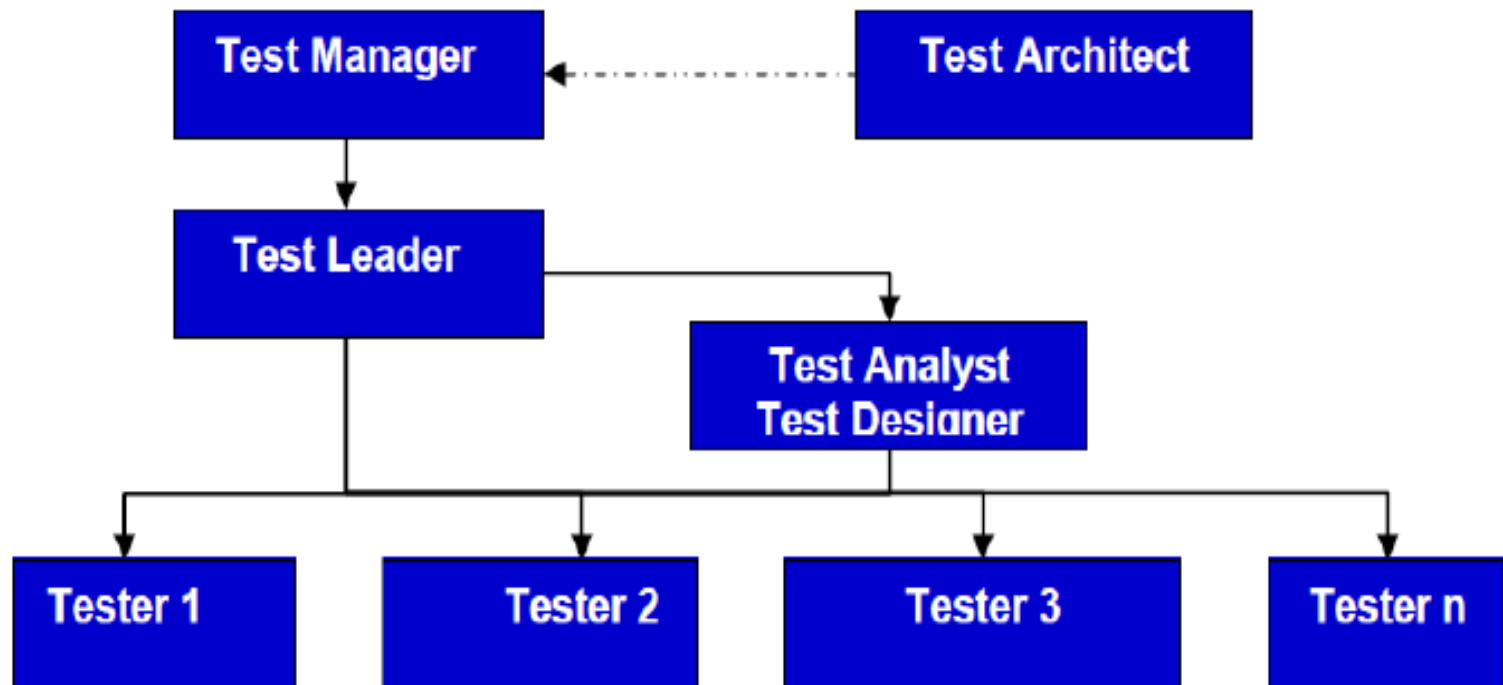 Test Manager
Test Architect
Test Leader
Test Analyst
Test Designer
Tester 1
Tester 2
Tester 3
Tester n